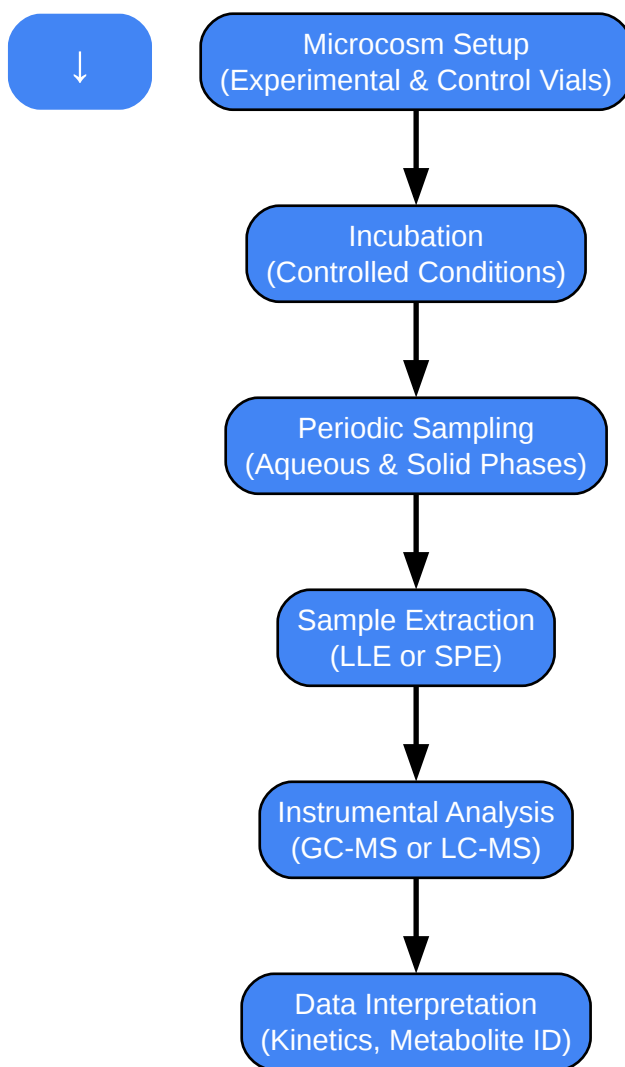 ↓
Microcosm Setup
(Experimental & Control Vials)
Incubation
(Controlled Conditions)
Periodic Sampling
(Aqueous & Solid Phases)
Sample Extraction
(LLE or SPE)
Instrumental Analysis
(GC-MS or LC-MS)
Data Interpretation
(Kinetics, Metabolite ID)